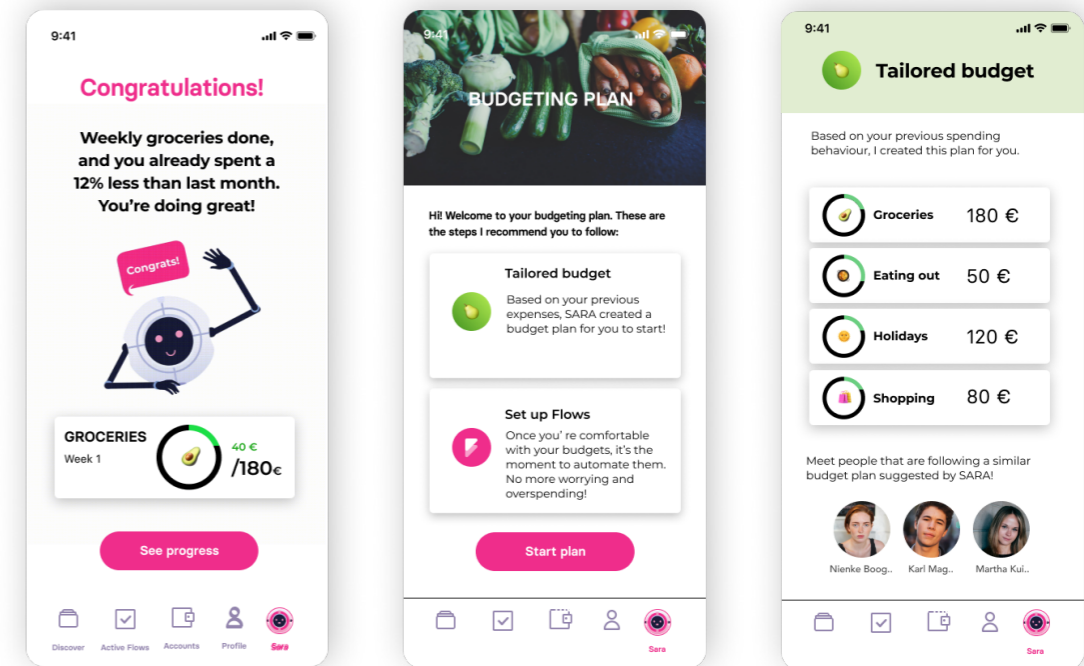 9:41
Congratulations!
Weekly groceries done,
and you already spent a
12% less than last month.
You're doing great!
Congrats!
GROCERIES
Week 1
40 €
/180€
See progress
Discover
Active Flows
Accounts
Profile
Sara
9:41
BUDGETING PLAN
Hi! Welcome to your budgeting plan. These are
the steps I recommend you to follow:
Tailored budget
Based on your previous
expenses, SARA created a
budget plan for you to start!
Set up Flows
Once you' re comfortable
with your budgets, it's the
moment to automate them.
No more worrying and
overspending!
Start plan
Sara
9:41
Tailored budget
Based on your previous spending
behaviour, I created this plan for you.
Groceries 180 €
Eating out 50 €
Holidays 120 €
Shopping 80 €
Meet people that are following a similar
budget plan suggested by SARA!
Nienke Boog..
Karl Mag..
Martha Kui..
Sara